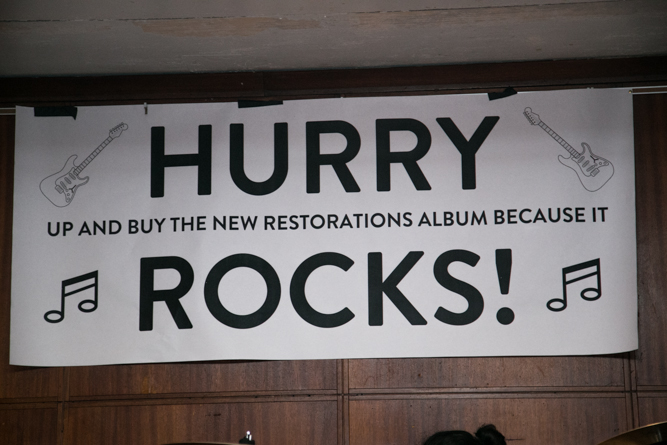 HURRY
UP AND BUY THE NEW RESTORATIONS ALBUM BECAUSE IT
ROCKS!